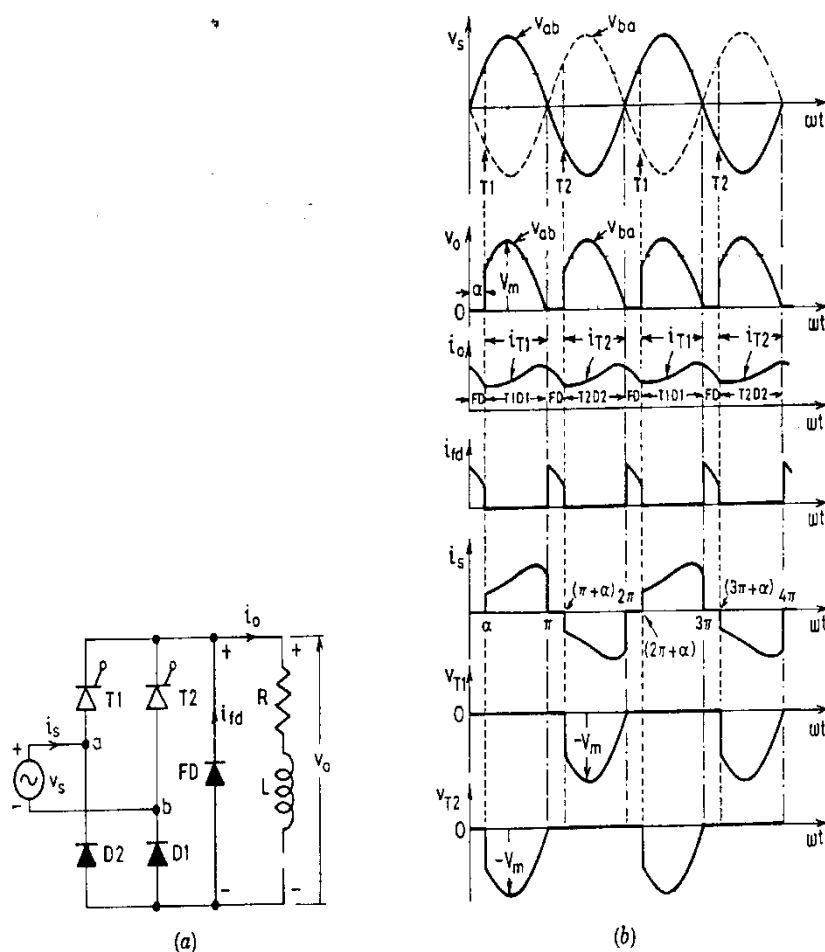 v_s
v_ab
v_ba
ωt
T1
T2
T1
T2
v_o
v_ab
v_ba
α
V_m
0
ωt
i_o
i_T1
i_T2
i_T1
i_T2
FD
T1D1
FD
T2D2
FD
T1D1
FD
T2D2
ωt
i_fd
ωt
i_s
α
π
(π+α)
2π
(2π+α)
3π
(3π+α)
4π
ωt
v_T1
0
-V_m
ωt
v_T2
0
-V_m
ωt
i_o
+
+
T1
T2
R
i_fd
i_s
a
+
v_s
-
b
FD
L
v_o
D2
D1
-
-
(a)
(b)